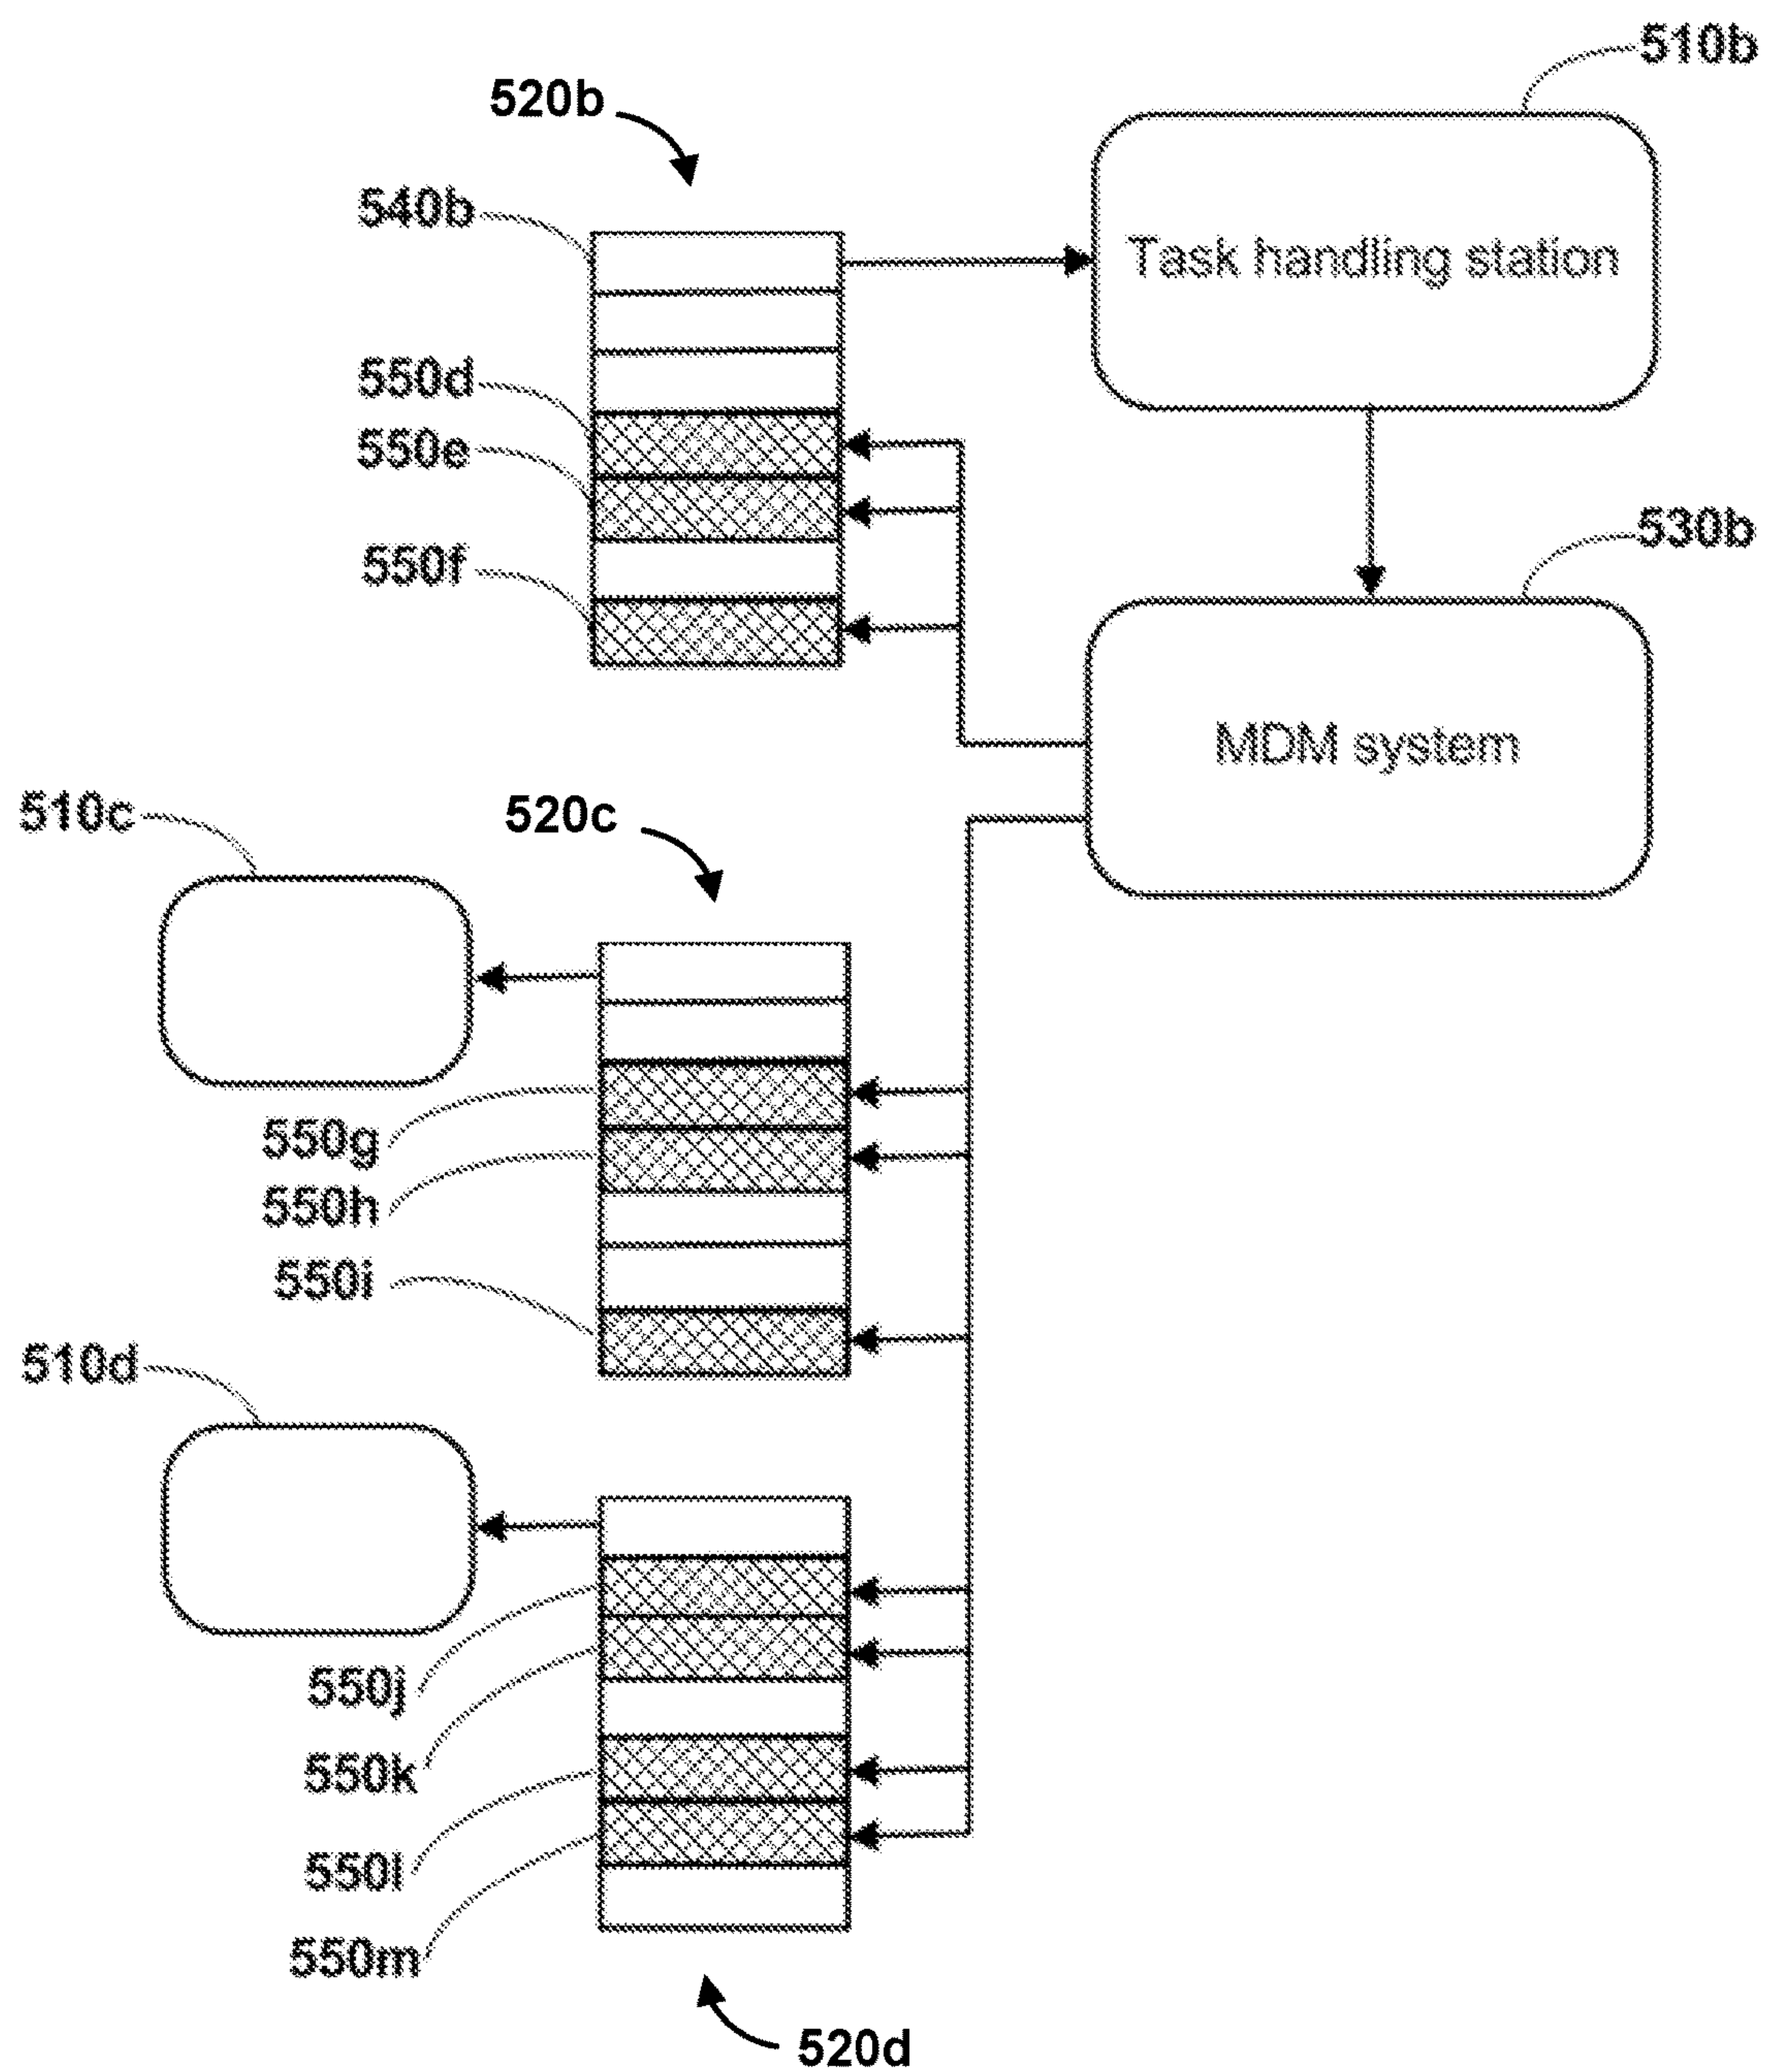 510b
520b
540b
Task handling station
550d
550e
530b
550f
MDM system
510c
520c
550g
550h
550i
510d
550j
550k
550l
550m
520d